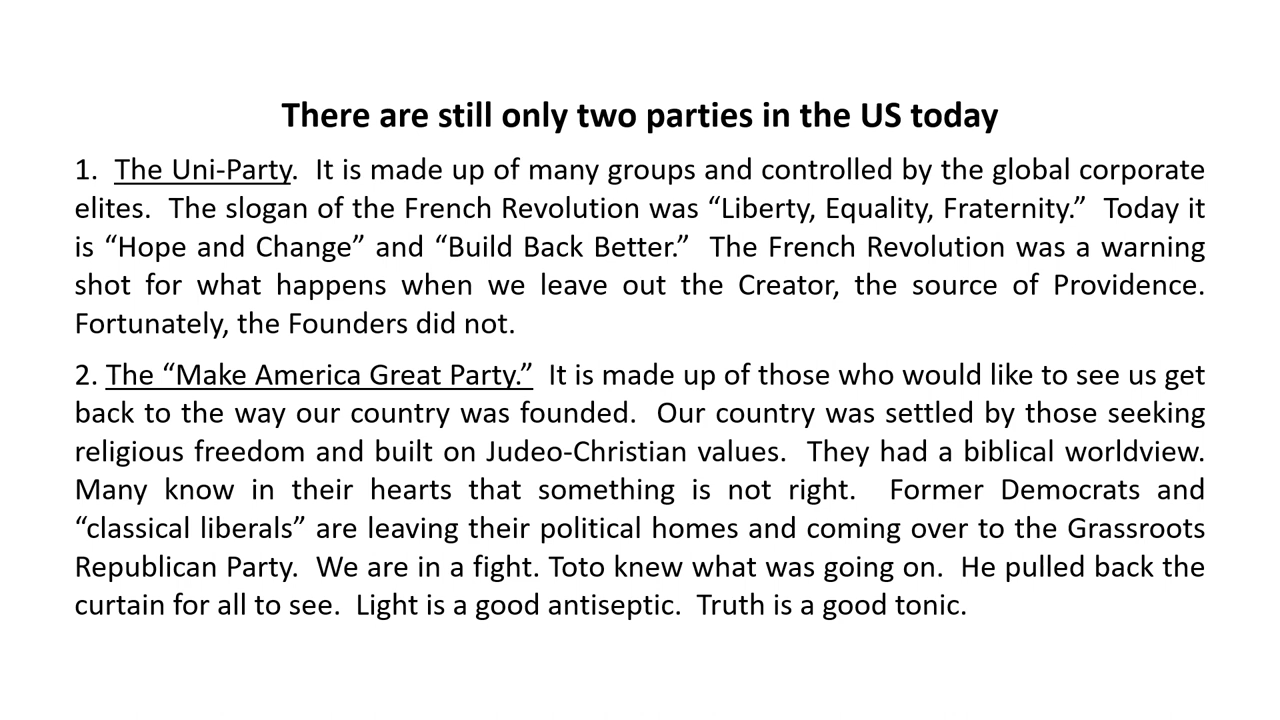 There are still only two parties in the US today
1.  The Uni-Party.  It is made up of many groups and controlled by the global corporate
elites.  The slogan of the French Revolution was “Liberty, Equality, Fraternity.”  Today it
is “Hope and Change” and “Build Back Better.”  The French Revolution was a warning
shot for what happens when we leave out the Creator, the source of Providence.
Fortunately, the Founders did not.
2. The “Make America Great Party.”  It is made up of those who would like to see us get
back to the way our country was founded.  Our country was settled by those seeking
religious freedom and built on Judeo-Christian values.  They had a biblical worldview.
Many know in their hearts that something is not right.  Former Democrats and
“classical liberals” are leaving their political homes and coming over to the Grassroots
Republican Party.  We are in a fight. Toto knew what was going on.  He pulled back the
curtain for all to see.  Light is a good antiseptic.  Truth is a good tonic.